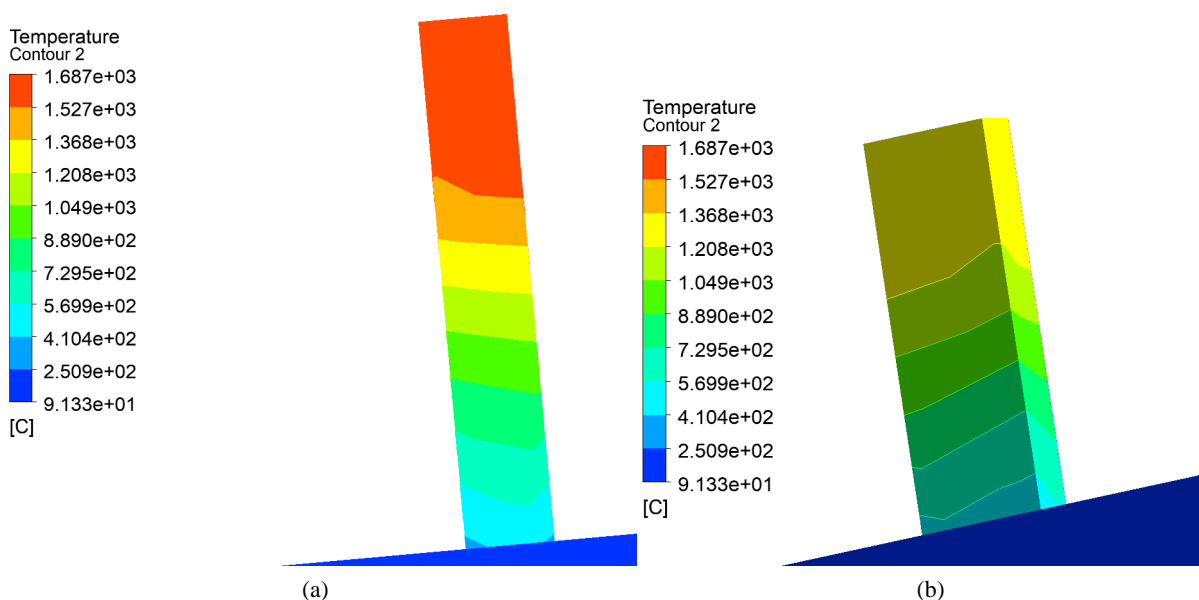 Temperature
Contour 2
1.687e+03
1.527e+03
1.368e+03
1.208e+03
1.049e+03
8.890e+02
7.295e+02
5.699e+02
4.104e+02
2.509e+02
9.133e+01
[C]
(a)
Temperature
Contour 2
1.687e+03
1.527e+03
1.368e+03
1.208e+03
1.049e+03
8.890e+02
7.295e+02
5.699e+02
4.104e+02
2.509e+02
9.133e+01
[C]
(b)